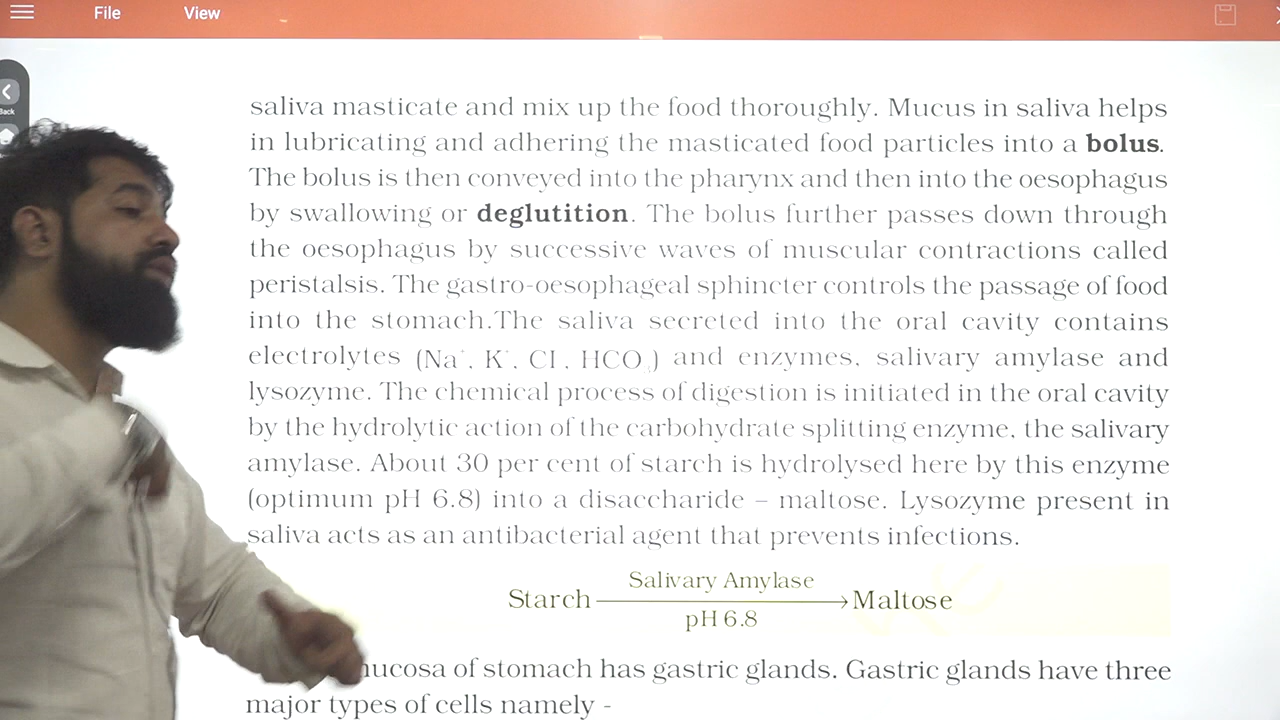 File View
Back
saliva masticate and mix up the food thoroughly. Mucus in saliva helps
in lubricating and adhering the masticated food particles into a bolus.
The bolus is then conveyed into the pharynx and then into the oesophagus
by swallowing or deglutition. The bolus further passes down through
the oesophagus by successive waves of muscular contractions called
peristalsis. The gastro-oesophageal sphincter controls the passage of food
into the stomach.The saliva secreted into the oral cavity contains
electrolytes (Na⁺, K⁺, Cl⁻, HCO₃) and enzymes, salivary amylase and
lysozyme. The chemical process of digestion is initiated in the oral cavity
by the hydrolytic action of the carbohydrate splitting enzyme, the salivary
amylase. About 30 per cent of starch is hydrolysed here by this enzyme
(optimum pH 6.8) into a disaccharide – maltose. Lysozyme present in
saliva acts as an antibacterial agent that prevents infections.
Salivary Amylase
Starch → Maltose
pH 6.8
mucosa of stomach has gastric glands. Gastric glands have three
major types of cells namely -